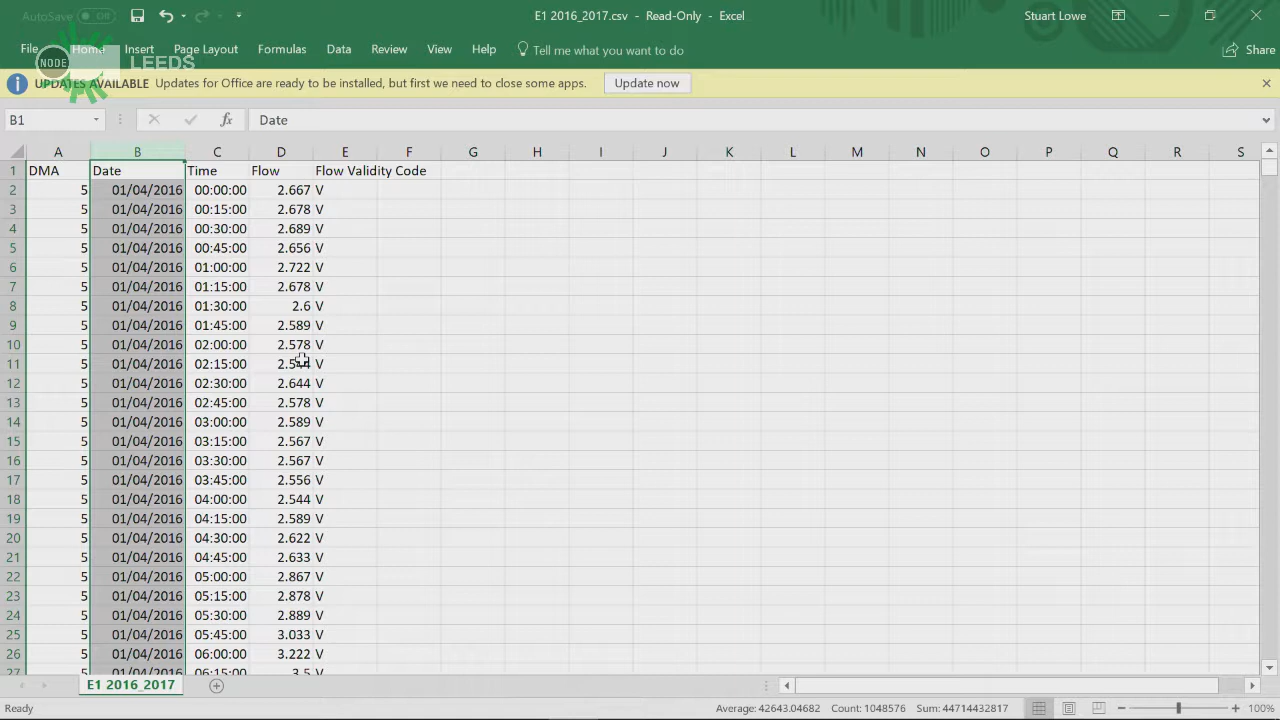 AutoSave Off E1 2016_2017.csv - Read-Only - Excel Stuart Lowe
File Home Insert Page Layout Formulas Data Review View Help Tell me what you want to do Share
NODE LEEDS
UPDATES AVAILABLE Updates for Office are ready to be installed, but first we need to close some apps. Update now
B1 fx Date
A B C D E F G H I J K L M N O P Q R S
1 DMA Date Time Flow Flow Validity Code
2 5 01/04/2016 00:00:00 2.667 V
3 5 01/04/2016 00:15:00 2.678 V
4 5 01/04/2016 00:30:00 2.689 V
5 5 01/04/2016 00:45:00 2.656 V
6 5 01/04/2016 01:00:00 2.722 V
7 5 01/04/2016 01:15:00 2.678 V
8 5 01/04/2016 01:30:00 2.6 V
9 5 01/04/2016 01:45:00 2.589 V
10 5 01/04/2016 02:00:00 2.578 V
11 5 01/04/2016 02:15:00 V
12 5 01/04/2016 02:30:00 2.644 V
13 5 01/04/2016 02:45:00 2.578 V
14 5 01/04/2016 03:00:00 2.589 V
15 5 01/04/2016 03:15:00 2.567 V
16 5 01/04/2016 03:30:00 2.567 V
17 5 01/04/2016 03:45:00 2.556 V
18 5 01/04/2016 04:00:00 2.544 V
19 5 01/04/2016 04:15:00 2.589 V
20 5 01/04/2016 04:30:00 2.622 V
21 5 01/04/2016 04:45:00 2.633 V
22 5 01/04/2016 05:00:00 2.867 V
23 5 01/04/2016 05:15:00 2.878 V
24 5 01/04/2016 05:30:00 2.889 V
25 5 01/04/2016 05:45:00 3.033 V
26 5 01/04/2016 06:00:00 3.222 V
27 5 01/04/2016 06:15:00 3.5 V
E1 2016_2017
Ready Average: 42643.04682 Count: 1048576 Sum: 44714432817 100%